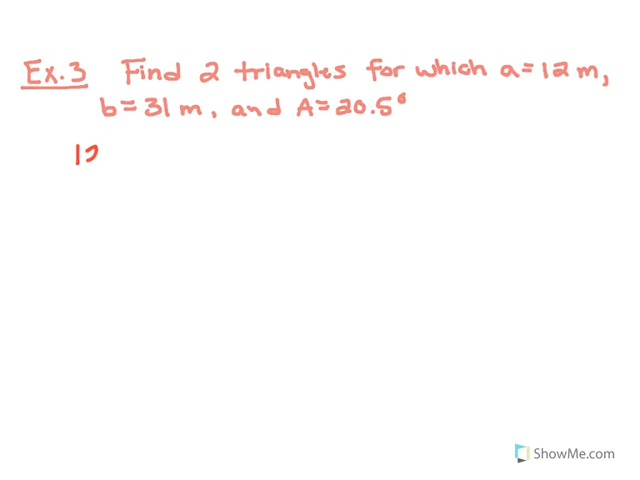 Ex. 3 Find 2 triangles for which a = 12 m,
b = 31 m, and A = 20.5°
12
ShowMe.com